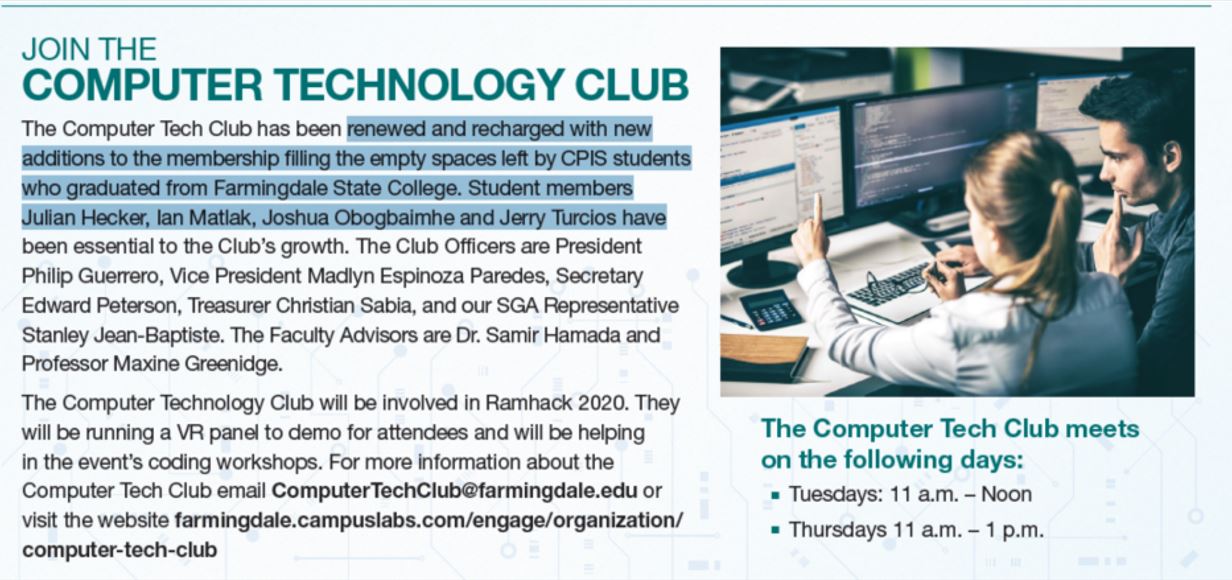 JOIN THE
COMPUTER TECHNOLOGY CLUB
The Computer Tech Club has been renewed and recharged with new
additions to the membership filling the empty spaces left by CPIS students
who graduated from Farmingdale State College. Student members
Julian Hecker, Ian Matlak, Joshua Obogbaimhe and Jerry Turcios have
been essential to the Club's growth. The Club Officers are President
Philip Guerrero, Vice President Madlyn Espinoza Paredes, Secretary
Edward Peterson, Treasurer Christian Sabia, and our SGA Representative
Stanley Jean-Baptiste. The Faculty Advisors are Dr. Samir Hamada and
Professor Maxine Greenidge.
The Computer Technology Club will be involved in Ramhack 2020. They
will be running a VR panel to demo for attendees and will be helping
in the event's coding workshops. For more information about the
Computer Tech Club email ComputerTechClub@farmingdale.edu or
visit the website farmingdale.campuslabs.com/engage/organization/
computer-tech-club
The Computer Tech Club meets
on the following days:
▪ Tuesdays: 11 a.m. – Noon
▪ Thursdays 11 a.m. – 1 p.m.